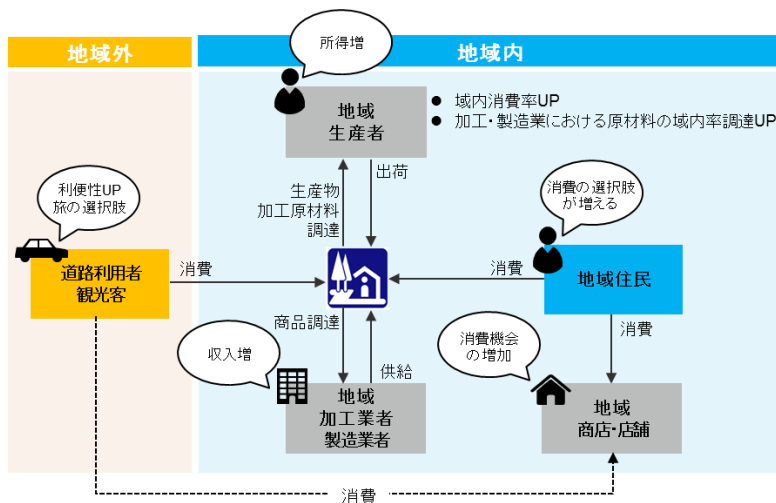 地域外
地域内
所得増
地域
生産者
● 域内消費率UP
● 加工・製造業における原材料の域内率調達UP
利便性UP
旅の選択肢
生産物
加工原材料
調達
出荷
消費の選択肢
が増える
道路利用者
観光客
消費
消費
地域住民
商品調達
供給
消費
収入増
消費機会
の増加
地域
加工業者
製造業者
地域
商店・店舗
消費